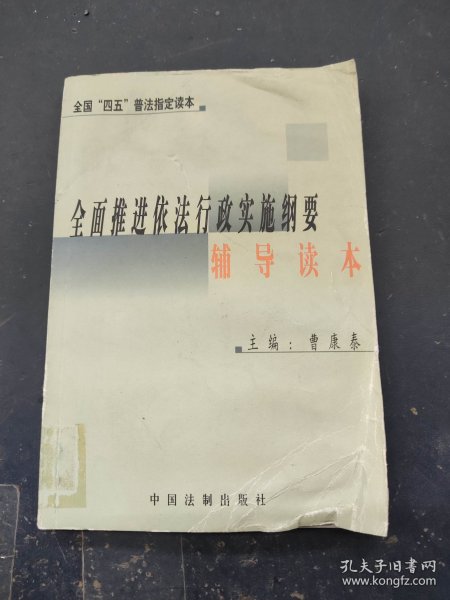 全国“四五”普法指定读本
全面推进依法行政实施纲要
辅导读本
主编：曹康泰
中国法制出版社
孔夫子旧书网
www.kongfz.com